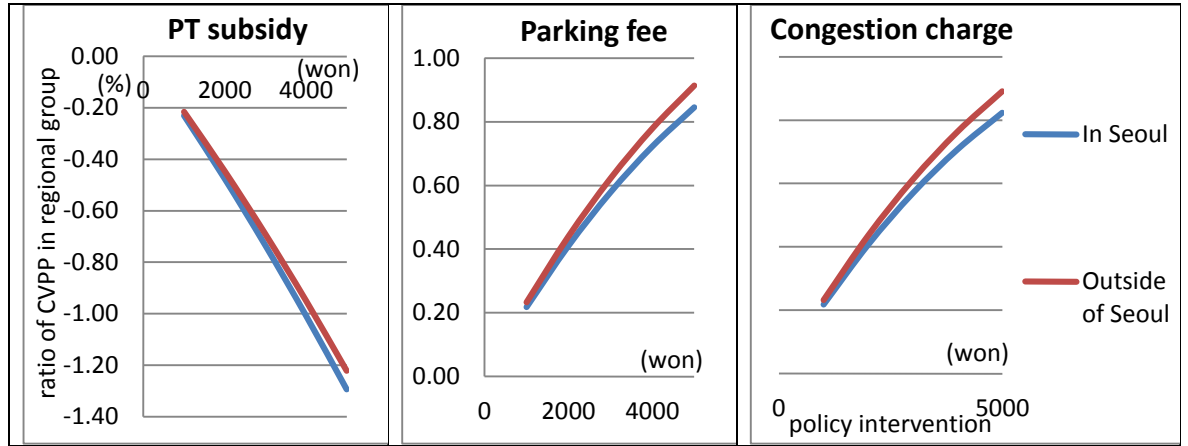 PT subsidy
ratio of CVPP in regional group
(%)
(won)
0.00
-0.20
-0.40
-0.60
-0.80
-1.00
-1.20
-1.40
0
2000
4000
Parking fee
1.00
0.80
0.60
0.40
0.20
0.00
(won)
0
2000
4000
Congestion charge
(won)
0
5000
policy intervention
In Seoul
Outside
of Seoul